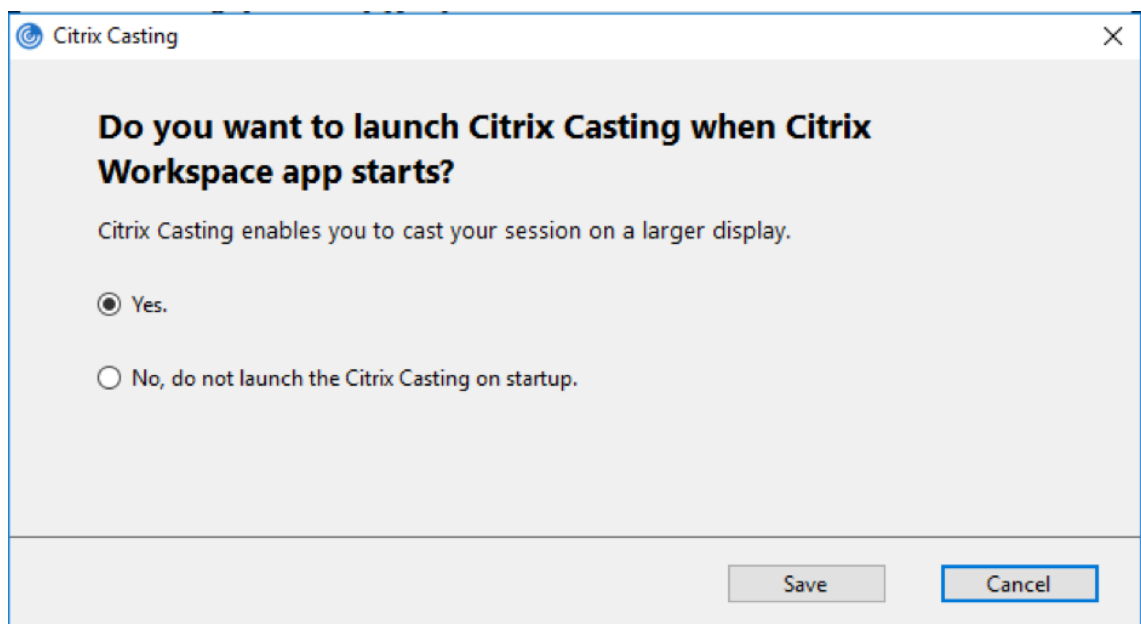 Citrix Casting
Do you want to launch Citrix Casting when Citrix
Workspace app starts?
Citrix Casting enables you to cast your session on a larger display.
Yes.
No, do not launch the Citrix Casting on startup.
Save
Cancel